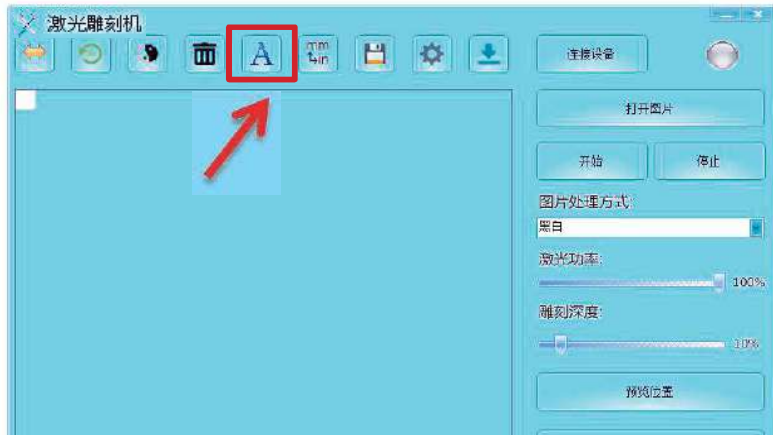 激光雕刻机
A
mm
in
连接设备
打开图片
开始
停止
图片处理方式:
黑白
激光功率:
100%
雕刻深度:
10%
预览位置